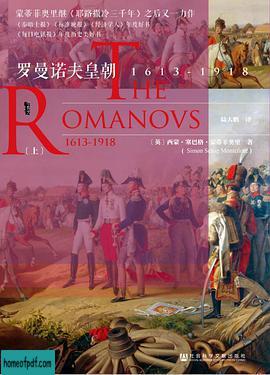 蒙蒂菲奥里继《耶路撒冷三千年》之后又一力作
《泰晤士报》《标准晚报》《经济学人》年度好书
《每日电讯报》年度历史类好书
罗曼诺夫皇朝 1613-1918
THE
ROMANOVS
1613-1918
[上]
陆大鹏 译
[英] 西蒙·塞巴格·蒙蒂菲奥里 著
( Simon Sebag Montefiore )
社会科学文献出版社
homeofpdf.com